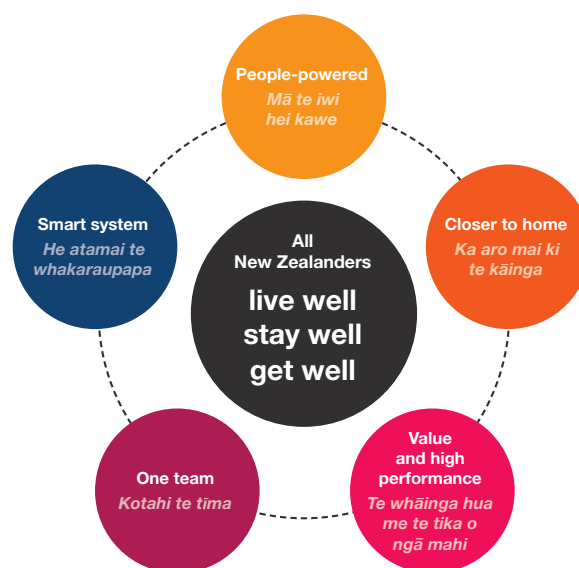 People-powered
Mā te iwi
hei kawe
Smart system
He atamai te
whakaraupapa
All
New Zealanders
live well
stay well
get well
Closer to home
Ka aro mai ki
te kāinga
One team
Kotahi te tīma
Value
and high
performance
Te whāinga hua
me te tika o
ngā mahi